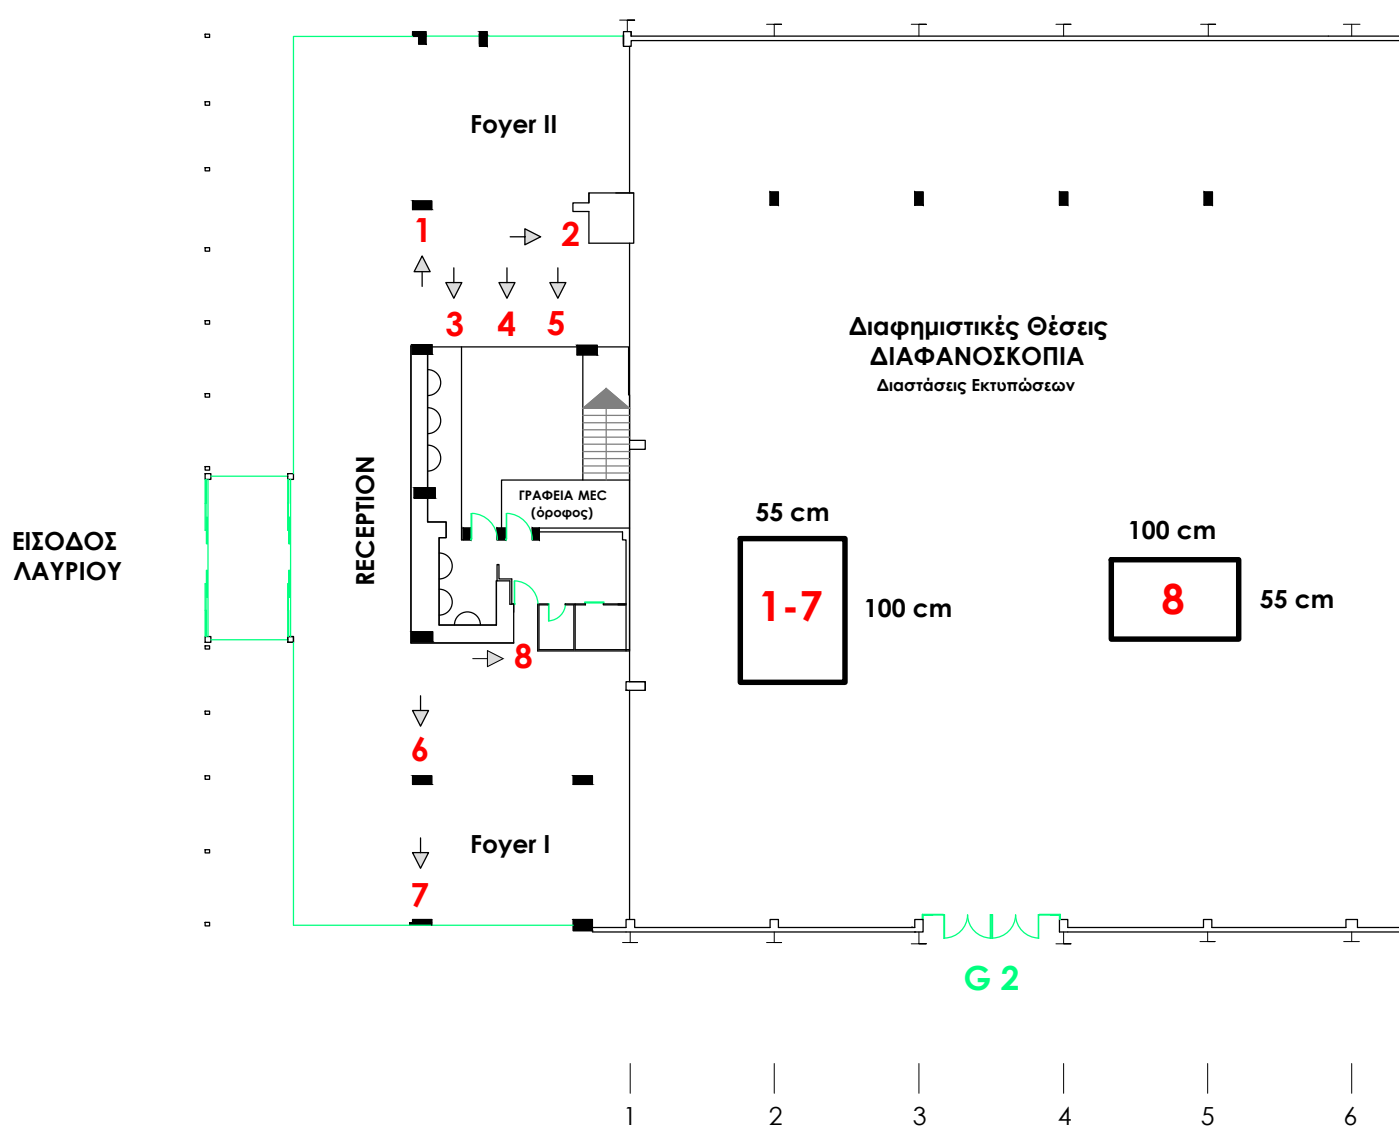 Foyer II
1
2
3 4 5
Διαφημιστικές Θέσεις
ΔΙΑΦΑΝΟΣΚΟΠΙΑ
Διαστάσεις Εκτυπώσεων
RECEPTION
ΓΡΑΦΕΙΑ MEC
(όροφος)
ΕΙΣΟΔΟΣ
ΛΑΥΡΙΟΥ
55 cm
1-7
100 cm
100 cm
8
55 cm
8
6
Foyer I
7
G 2
1 2 3 4 5 6